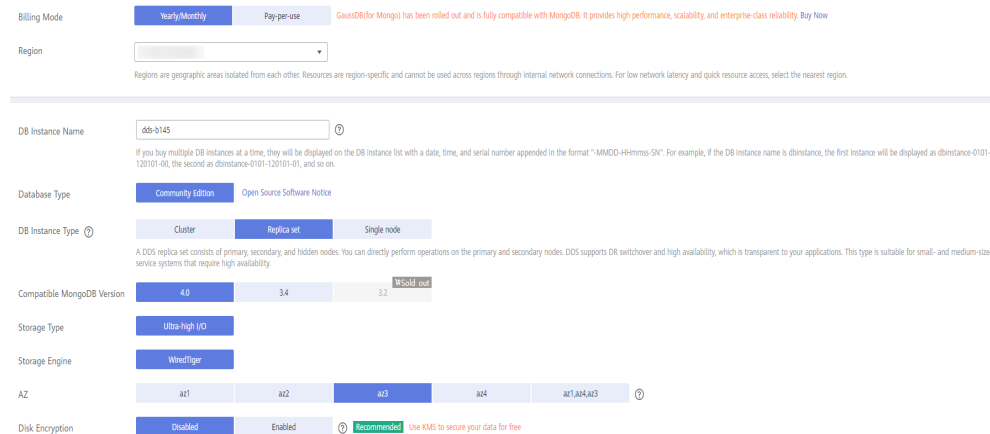 Billing Mode
Yearly/Monthly Pay-per-use GaussDB(for Mongo) has been rolled out and is fully compatible with MongoDB. It provides high performance, scalability, and enterprise-class reliability. Buy Now
Region
Regions are geographic areas isolated from each other. Resources are region-specific and cannot be used across regions through internal network connections. For low network latency and quick resource access, select the nearest region.
DB Instance Name dds-b145 ?
If you buy multiple DB instances at a time, they will be displayed on the DB instance list with a date, time, and serial number appended in the format "-MMDD-HHmmss-SN". For example, if the DB instance name is dbinstance, the first instance will be displayed as dbinstance-0101-
120101-00, the second as dbinstance-0101-120101-01, and so on.
Database Type Community Edition Open Source Software Notice
DB Instance Type ? Cluster Replica set Single node
A DDS replica set consists of primary, secondary, and hidden nodes. You can directly perform operations on the primary and secondary nodes. DDS supports DR switchover and high availability, which is transparent to your applications. This type is suitable for small- and medium-size
service systems that require high availability.
Sold out
Compatible MongoDB Version 4.0 3.4 3.2
Storage Type Ultra-high I/O
Storage Engine WiredTiger
AZ az1 az2 az3 az4 az1,az4,az3 ?
Disk Encryption Disabled Enabled ? Recommended Use KMS to secure your data for free